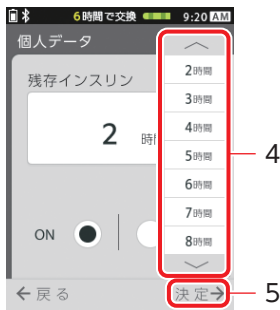 6時間で交換 9:20 AM
個人データ
残存インスリン
2 時
ON
2時間
3時間
4時間
5時間
6時間
7時間
8時間
4
←戻る
決定→
5